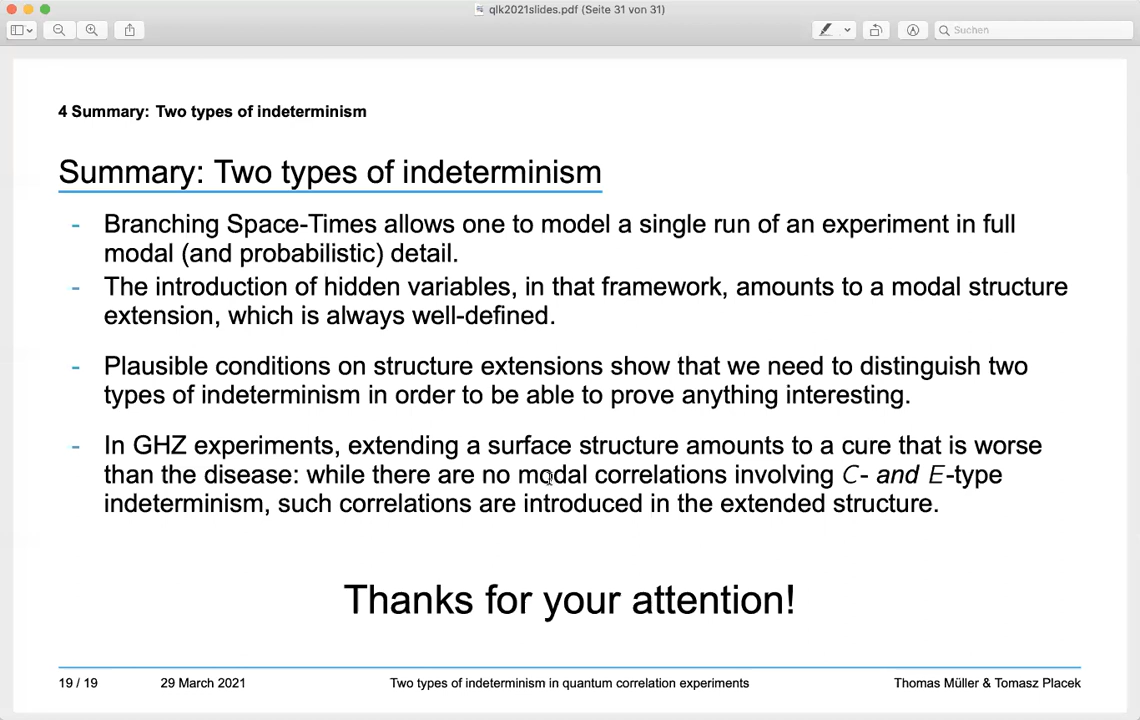 qlk2021slides.pdf (Seite 31 von 31)
Suchen
4 Summary: Two types of indeterminism
Summary: Two types of indeterminism
- Branching Space-Times allows one to model a single run of an experiment in full
modal (and probabilistic) detail.
- The introduction of hidden variables, in that framework, amounts to a modal structure
extension, which is always well-defined.
- Plausible conditions on structure extensions show that we need to distinguish two
types of indeterminism in order to be able to prove anything interesting.
- In GHZ experiments, extending a surface structure amounts to a cure that is worse
than the disease: while there are no modal correlations involving C- and E-type
indeterminism, such correlations are introduced in the extended structure.
Thanks for your attention!
19 / 19 29 March 2021 Two types of indeterminism in quantum correlation experiments Thomas Müller & Tomasz Placek